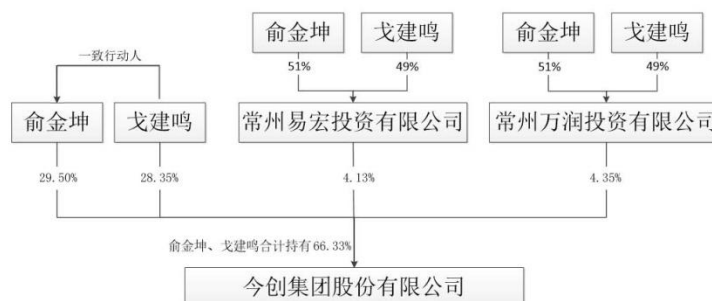 俞金坤 戈建鸣 俞金坤 戈建鸣
一致行动人
51% 49% 51% 49%
俞金坤 戈建鸣 常州易宏投资有限公司 常州万润投资有限公司
29.50% 28.35% 4.13% 4.35%
俞金坤、戈建鸣合计持有66.33%
今创集团股份有限公司